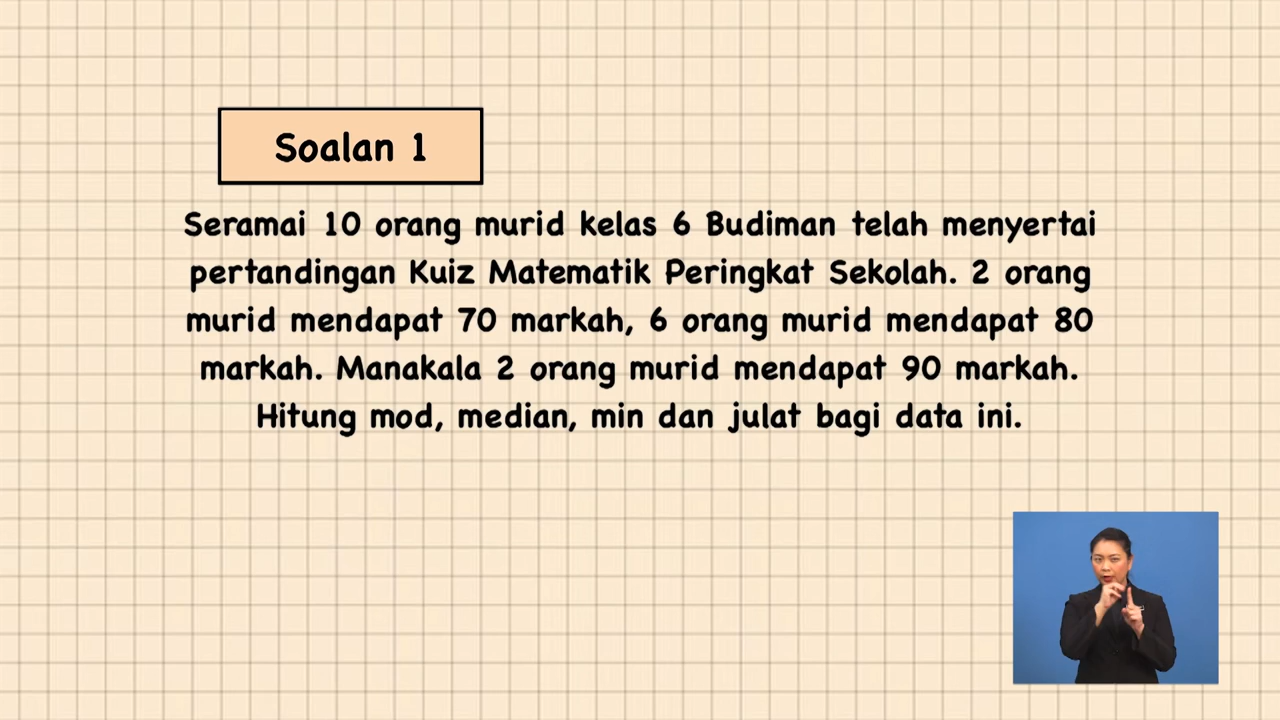 Soalan 1
Seramai 10 orang murid kelas 6 Budiman telah menyertai
pertandingan Kuiz Matematik Peringkat Sekolah. 2 orang
murid mendapat 70 markah, 6 orang murid mendapat 80
markah. Manakala 2 orang murid mendapat 90 markah.
Hitung mod, median, min dan julat bagi data ini.